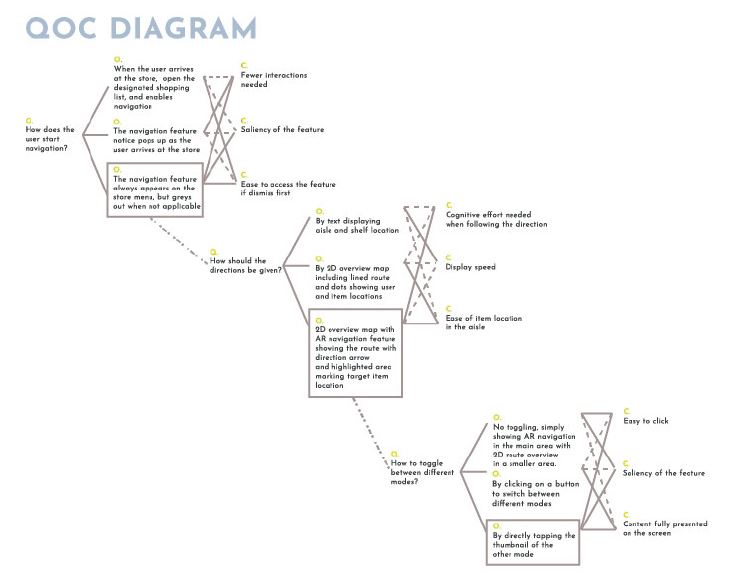 QOC DIAGRAM
Q.
How does the
user start
navigation?
O.
When the user arrives
at the store, open the
designated shopping
list, and enables
navigation
O.
The navigation feature
notice pops up as the
user arrives at the store
O.
The navigation feature
always appears on the
store menu, but greys
out when not applicable
C.
Fewer interactions
needed
C.
Saliency of the feature
C.
Ease to access the feature
if dismiss first
Q.
How should the
directions be given?
O.
By text displaying
aisle and shelf location
O.
By 2D overview map
including lined route
and dots showing user
and item locations
O.
2D overview map with
AR navigation feature
showing the route with
direction arrow
and highlighted area
marking target item
location
C.
Cognitive effort needed
when following the direction
C.
Display speed
C.
Ease of item location
in the aisle
Q.
How to toggle
between different
modes?
O.
No toggling, simply
showing AR navigation
in the main area with
2D route overview
in a smaller area.
O.
By clicking on a button
to switch between
different modes
O.
By directly tapping the
thumbnail of the
other mode
C.
Easy to click
C.
Saliency of the feature
C.
Content fully presented
on the screen